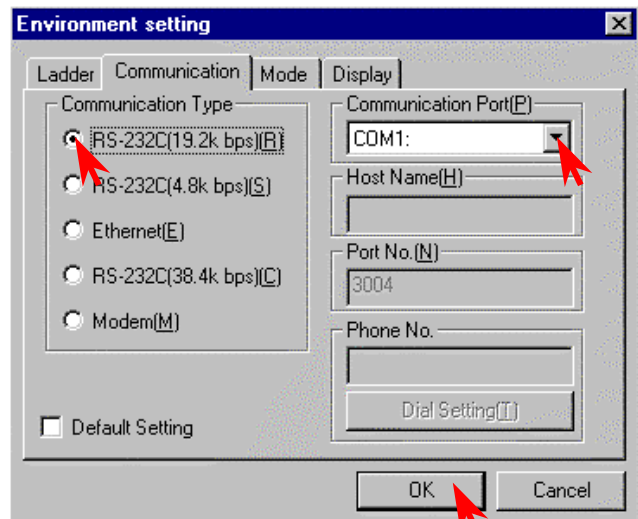 Environment setting
Ladder Communication Mode Display
Communication Type
RS-232C(19.2k bps)(R)
RS-232C(4.8k bps)(S)
Ethernet(E)
RS-232C(38.4k bps)(C)
Modem(M)
Default Setting
Communication Port(P)
COM1:
Host Name(H)
Port No.(N)
3004
Phone No.
Dial Setting(T)
OK Cancel